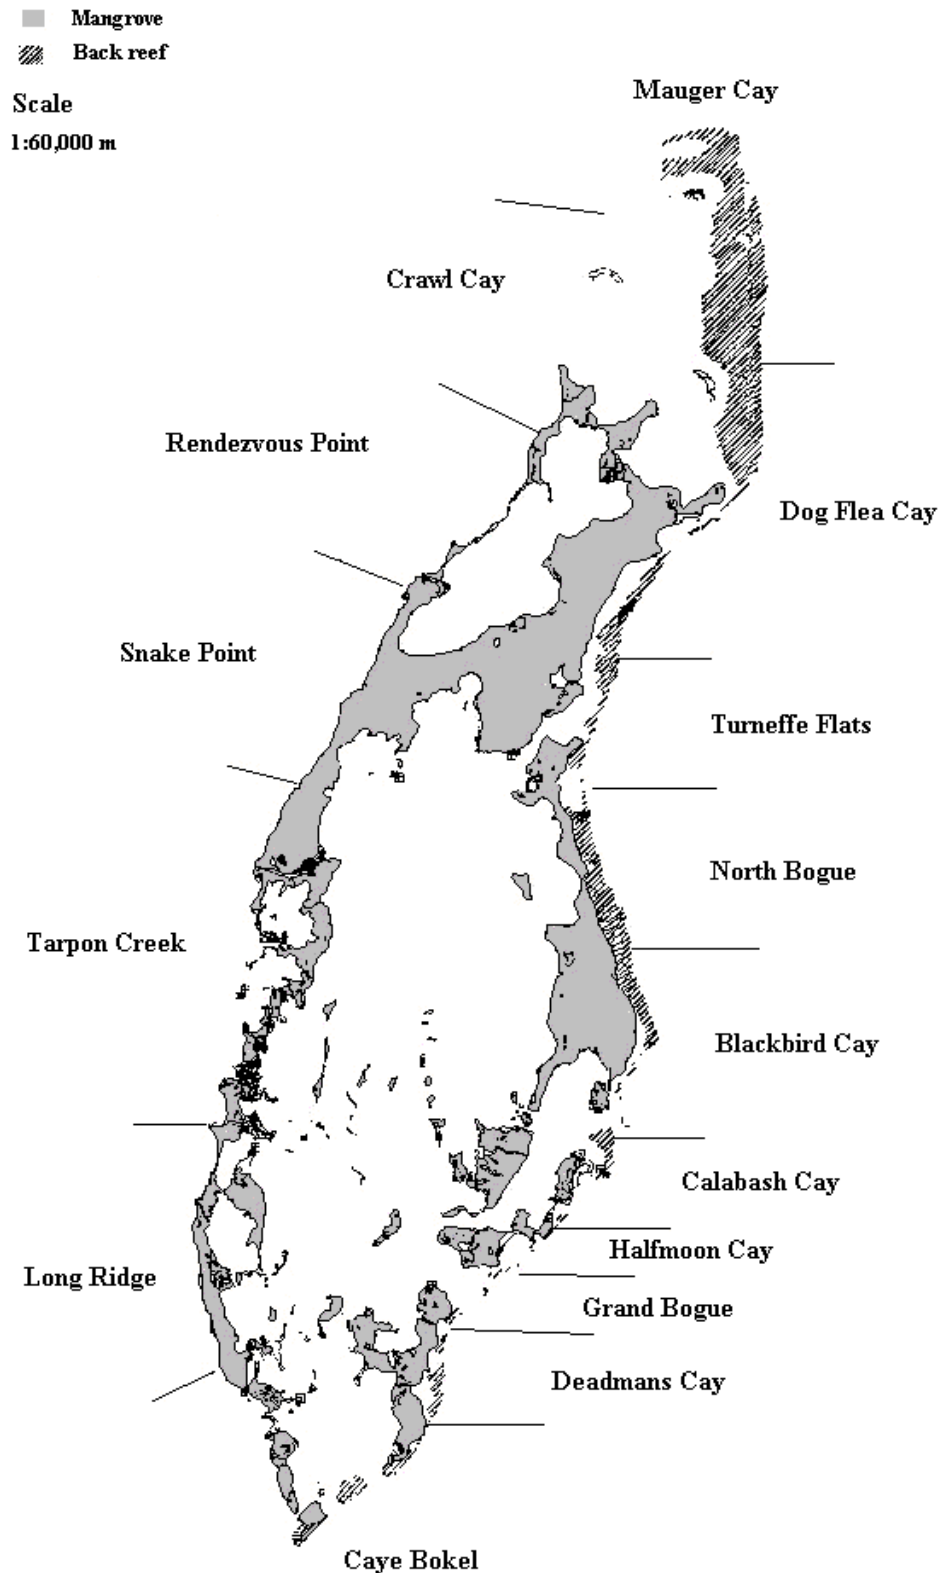 Mangrove
Back reef
Scale
1:60,000 m
Mauger Cay
Crawl Cay
Rendezvous Point
Dog Flea Cay
Snake Point
Turneffe Flats
North Bogue
Tarpon Creek
Blackbird Cay
Calabash Cay
Halfmoon Cay
Long Ridge
Grand Bogue
Deadmans Cay
Caye Bokel